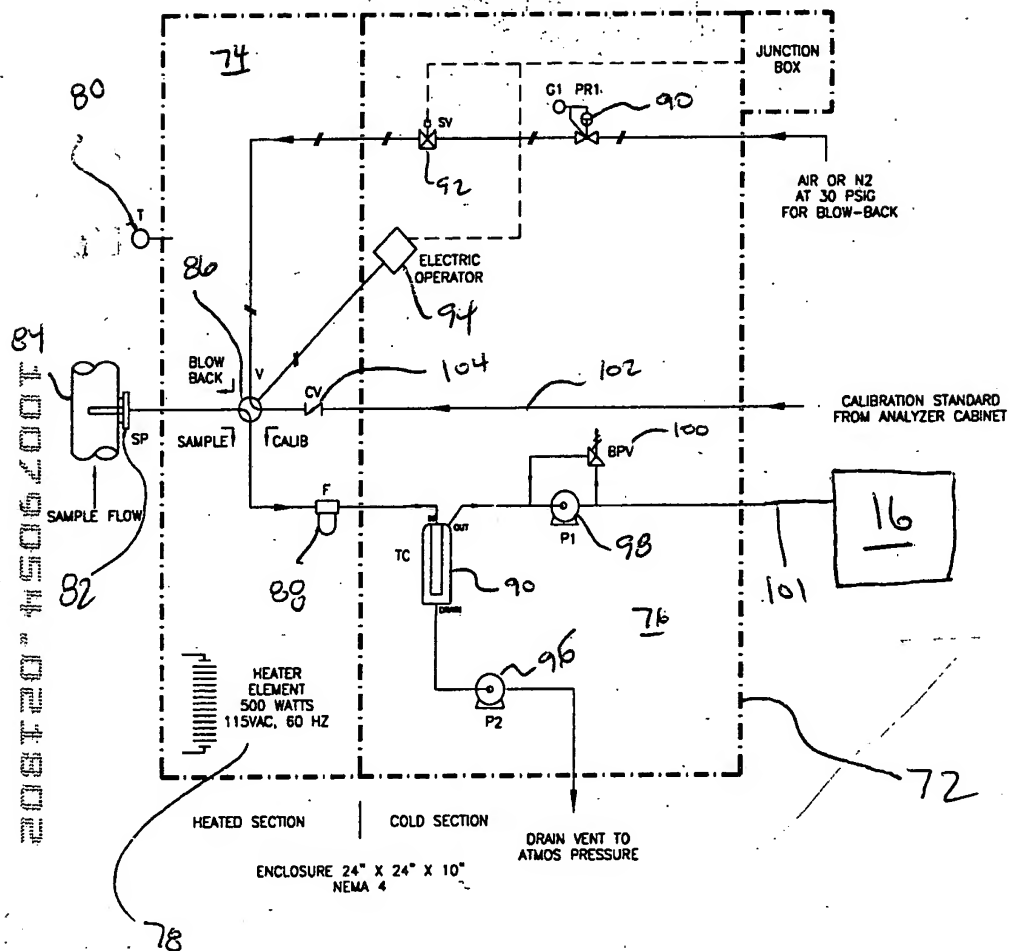 74
JUNCTION
BOX
80
G1 PR1
90
SV
92
AIR OR N2
AT 30 PSIG
FOR BLOW-BACK
T
86
ELECTRIC
OPERATOR
94
84
BLOW
BACK
V
104
102
CV
CALIBRATION STANDARD
FROM ANALYZER CABINET
SP
SAMPLE
CALIB
100
BPV
F
SAMPLE FLOW
IN
OUT
16
P1
98
TC
82
88
90
101
DRAIN
76
96
HEATER
ELEMENT
500 WATTS
115VAC, 60 HZ
P2
72
HEATED SECTION
COLD SECTION
DRAIN VENT TO
ATMOS PRESSURE
ENCLOSURE 24" X 24" X 10"
NEMA 4
78
10079054.021802